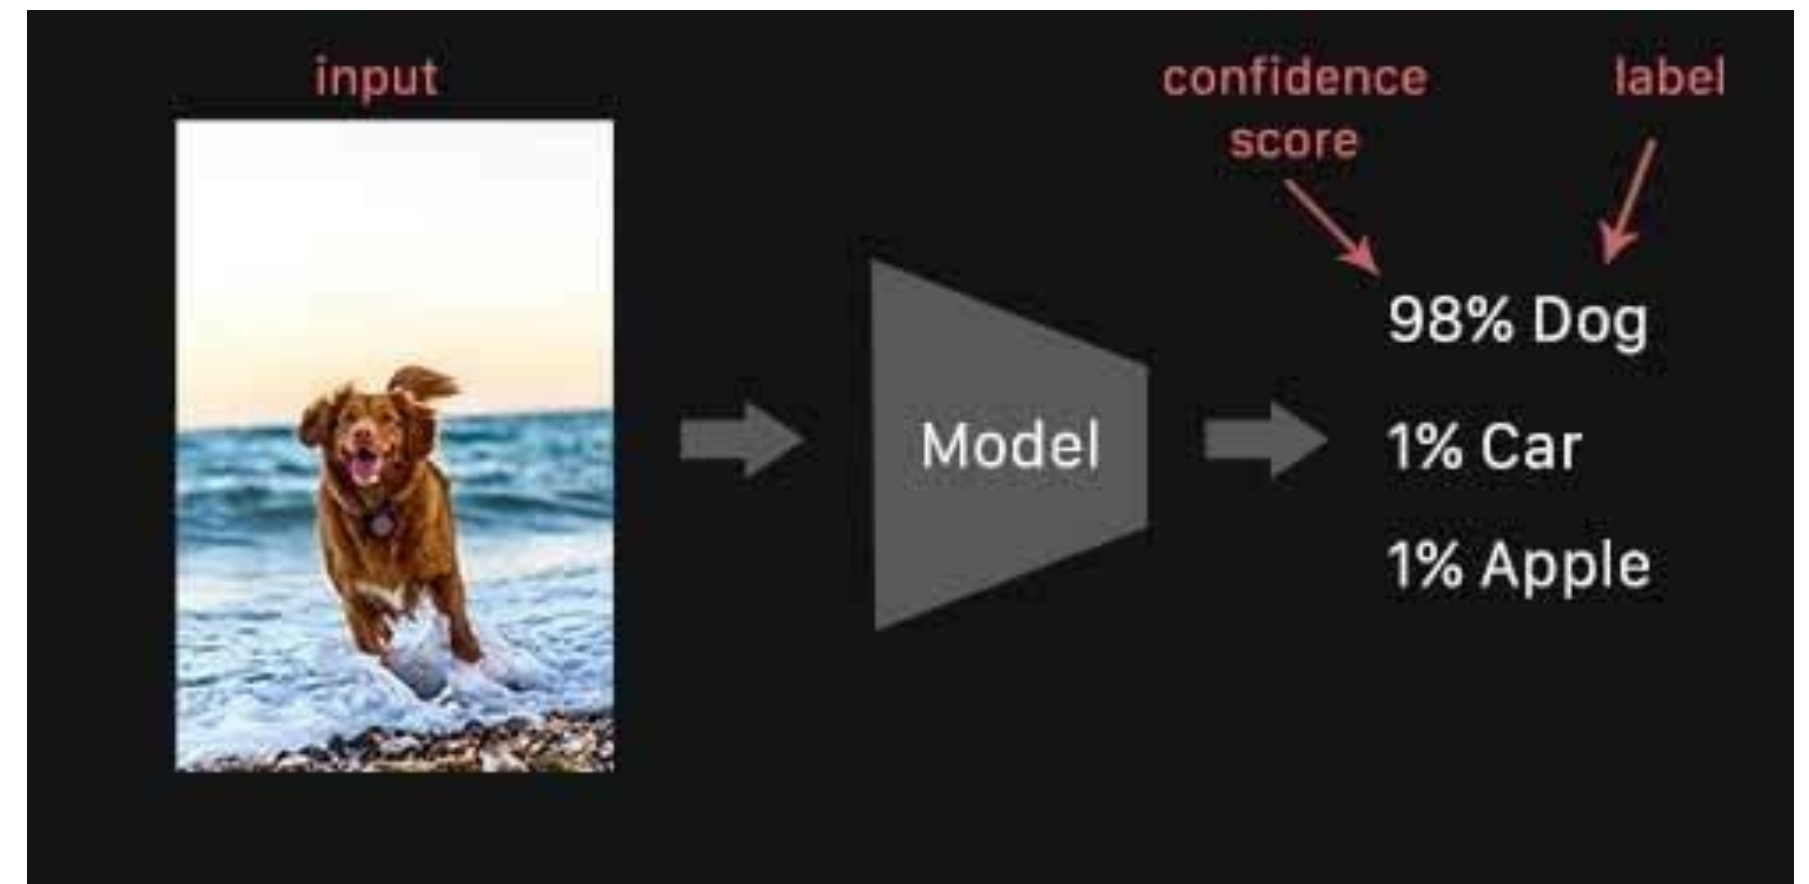 input
confidence
score
label
Model
98% Dog
1% Car
1% Apple